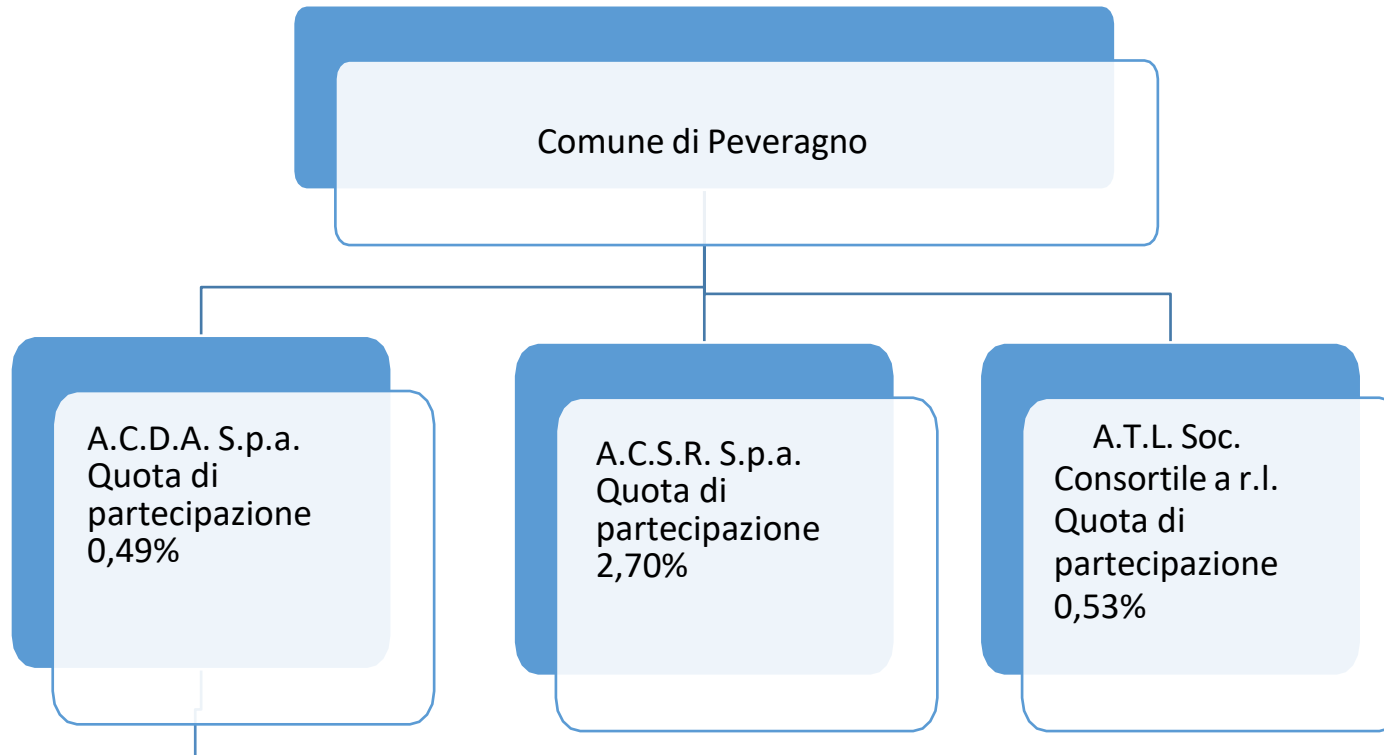 Comune di Peveragno
A.C.D.A. S.p.a.
Quota di
partecipazione
0,49%
A.C.S.R. S.p.a.
Quota di
partecipazione
2,70%
A.T.L. Soc.
Consortile a r.l.
Quota di
partecipazione
0,53%